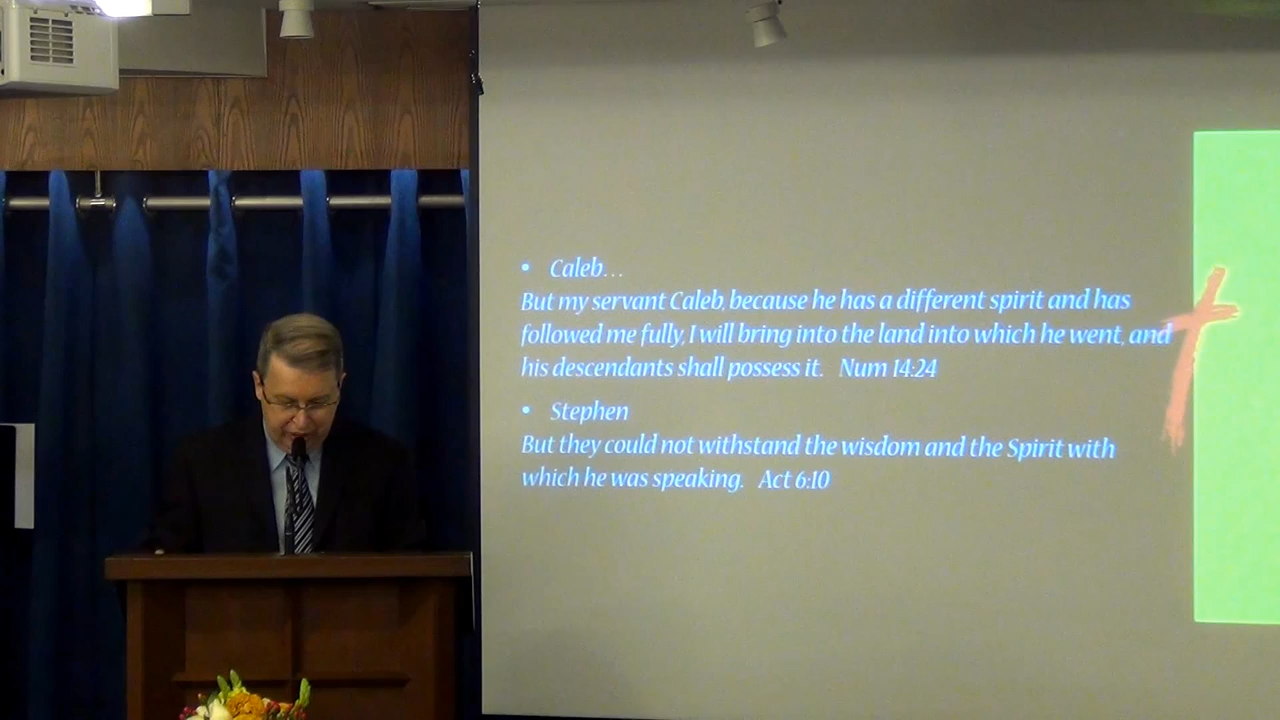 • Caleb…
But my servant Caleb, because he has a different spirit and has
followed me fully, I will bring into the land into which he went, and
his descendants shall possess it. Num 14:24
• Stephen
But they could not withstand the wisdom and the Spirit with
which he was speaking. Act 6:10